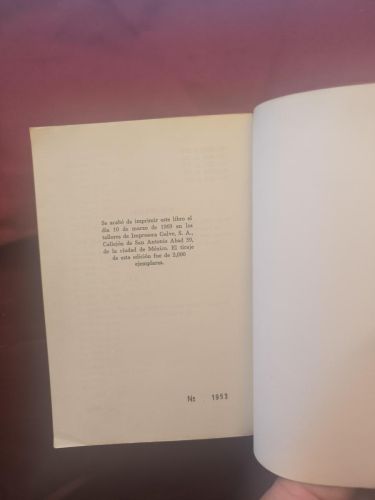 Se acabó de imprimir este libro el
día 10 de marzo de 1969 en los
talleres de Impresora Galve, S. A.,
Callejón de San Antonio Abad 39,
de la ciudad de México. El tiraje
de esta edición fue de 2,000
ejemplares.
№ 1953